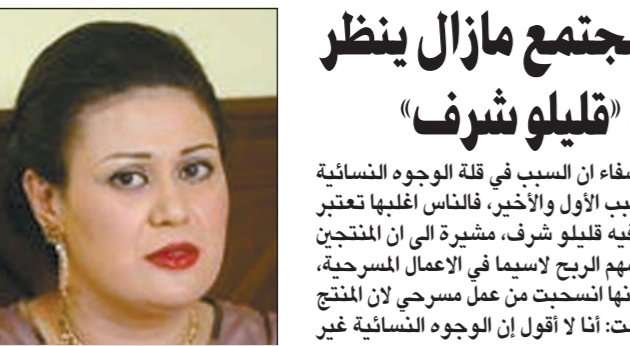 جتمع مازال ينظر
«قليلو شرف»
سفاء ان السبب في قلة الوجوه النسائية
سبب الأول والأخير، فالناس اغلبها تعتبر
فيه قليلو شرف، مشيرة الى ان المنتجين
مهم الربح لاسيما في الاعمال المسرحية،
نها انسحبت من عمل مسرحي لان المنتج
ت: أنا لا أقول إن الوجوه النسائية غير